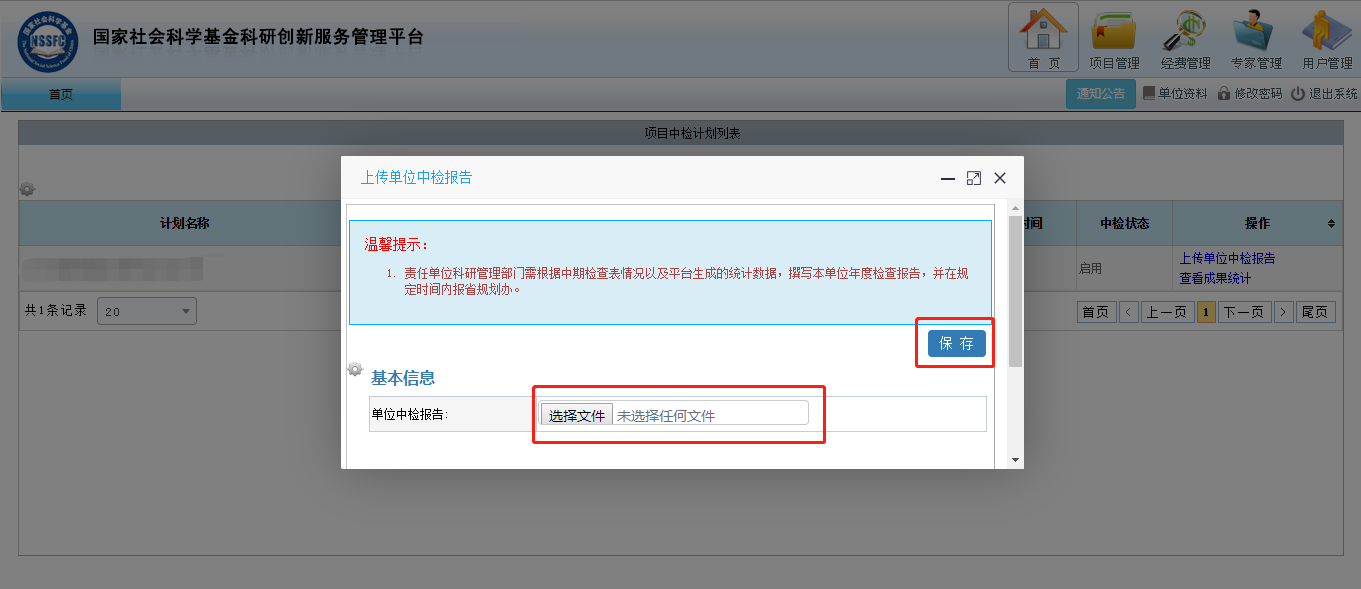 国家社会科学基金科研创新服务管理平台
NSSFC
首 页
项目管理
经费管理
专家管理
用户管理
首页
通知公告
单位资料
修改密码
退出系统
项目中检计划列表
计划名称
时间
中检状态
操作
启用
上传单位中检报告
查看成果统计
共1条记录
20
首页 < 上一页 1 下一页 > 尾页
上传单位中检报告
温馨提示：
1. 责任单位科研管理部门需根据中期检查表情况以及平台生成的统计数据，撰写本单位年度检查报告，并在规
定时间内报省规划办。
保 存
基本信息
单位中检报告:
选择文件 未选择任何文件